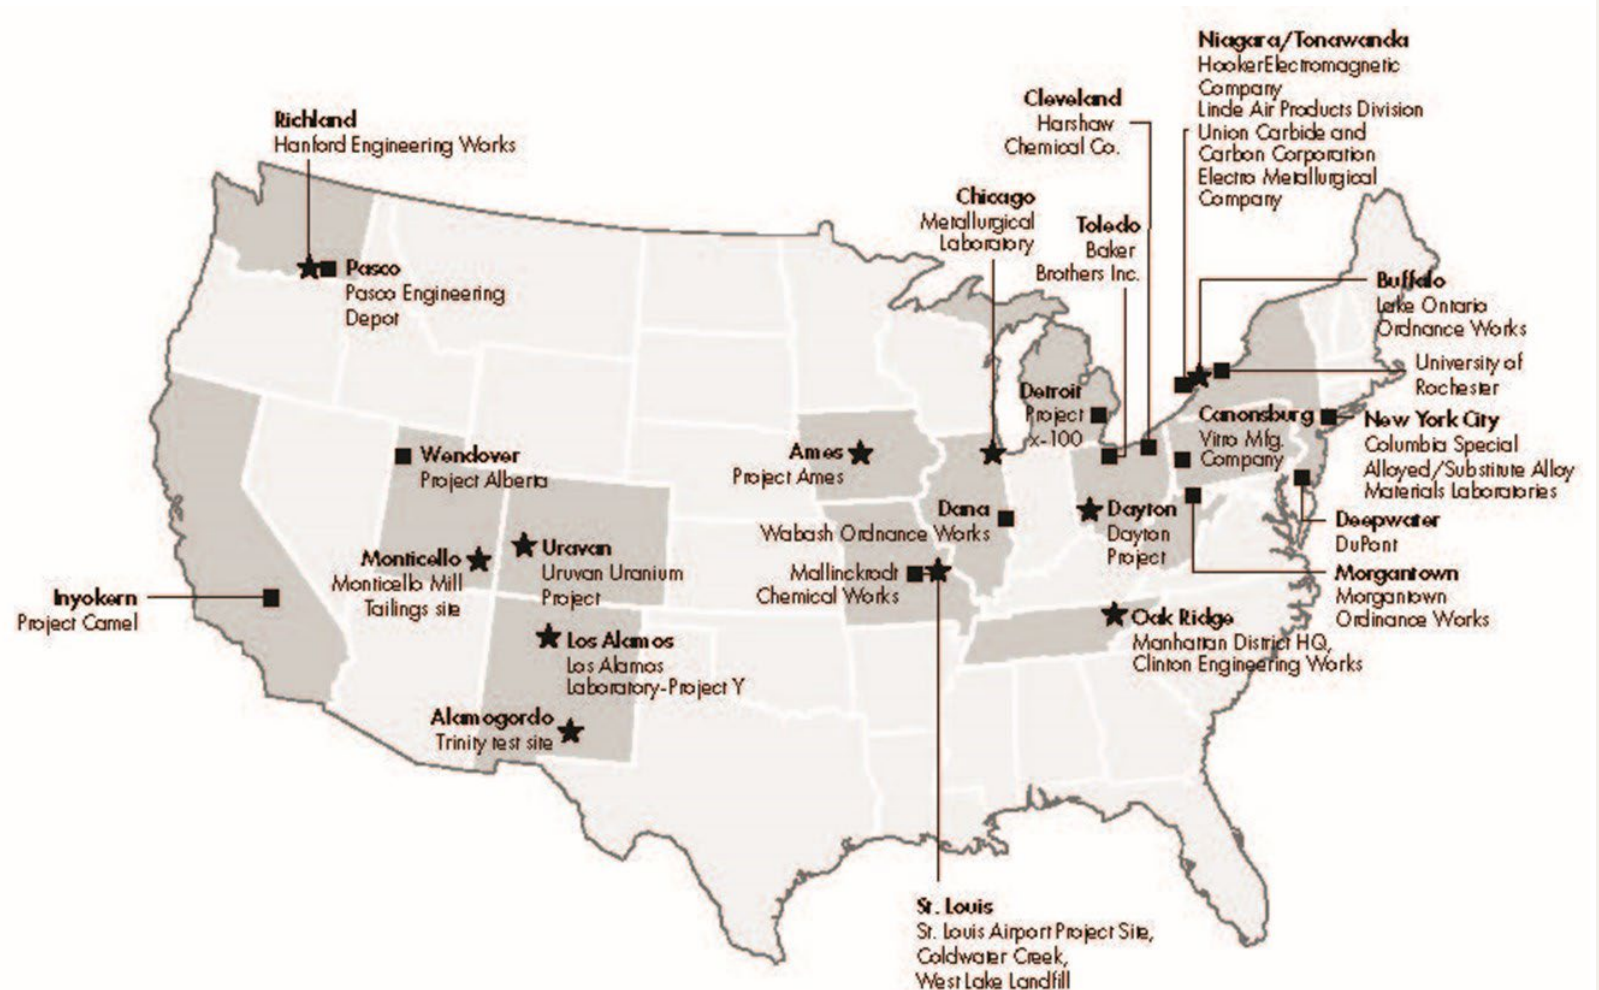 Niagara/Tonawanda
HookerElectromagnetic
Company
Linde Air Products Division
Union Carbide and
Carbon Corporation
Electro Metallurgical
Company
Cleveland
Harshaw
Chemical Co.
Richland
Hanford Engineering Works
Chicago
Metallurgical
Laboratory
Toledo
Baker
Brothers Inc.
Pasco
Pasco Engineering
Depot
Buffalo
Lake Ontario
Ordnance Works
University of
Rochester
Detroit
Project
x-100
Canonsburg
Vitro Mfg.
Company
New York City
Columbia Special
Alloyed/Substitute Alloy
Materials Laboratories
Wendover
Project Alberta
Ames
Project Ames
Dana
Wabash Ordnance Works
Dayton
Dayton
Project
Deepwater
DuPont
Monticello
Monticello Mill
Tailings site
Uravan
Uruvan Uranium
Project
Mallinckrodt
Chemical Works
Morgantown
Morgantown
Ordinance Works
Inyokern
Project Camel
Oak Ridge
Manhattan District HQ,
Clinton Engineering Works
Los Alamos
Los Alamos
Laboratory-Project Y
Alamogordo
Trinity test site
St. Louis
St. Louis Airport Project Site,
Coldwater Creek,
West Lake Landfill